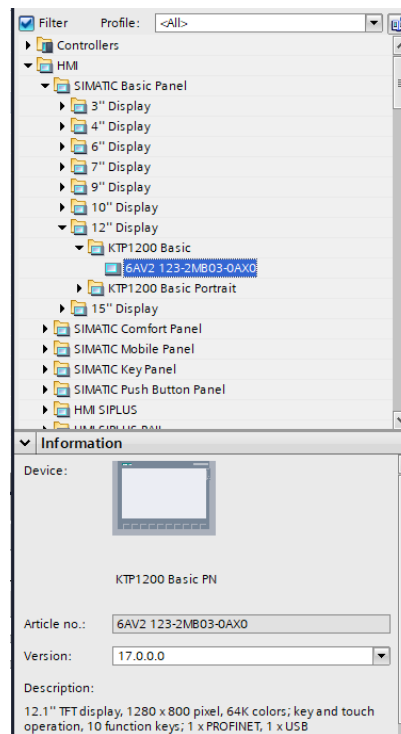 Filter Profile: <All>
Controllers
HMI
SIMATIC Basic Panel
3'' Display
4'' Display
6'' Display
7'' Display
9'' Display
10'' Display
12'' Display
KTP1200 Basic
6AV2 123-2MB03-0AX0
KTP1200 Basic Portrait
15'' Display
SIMATIC Comfort Panel
SIMATIC Mobile Panel
SIMATIC Key Panel
SIMATIC Push Button Panel
HMI SIPLUS
Information
Device:
KTP1200 Basic PN
Article no.: 6AV2 123-2MB03-0AX0
Version: 17.0.0.0
Description:
12.1'' TFT display, 1280 x 800 pixel, 64K colors; key and touch
operation, 10 function keys; 1 x PROFINET, 1 x USB